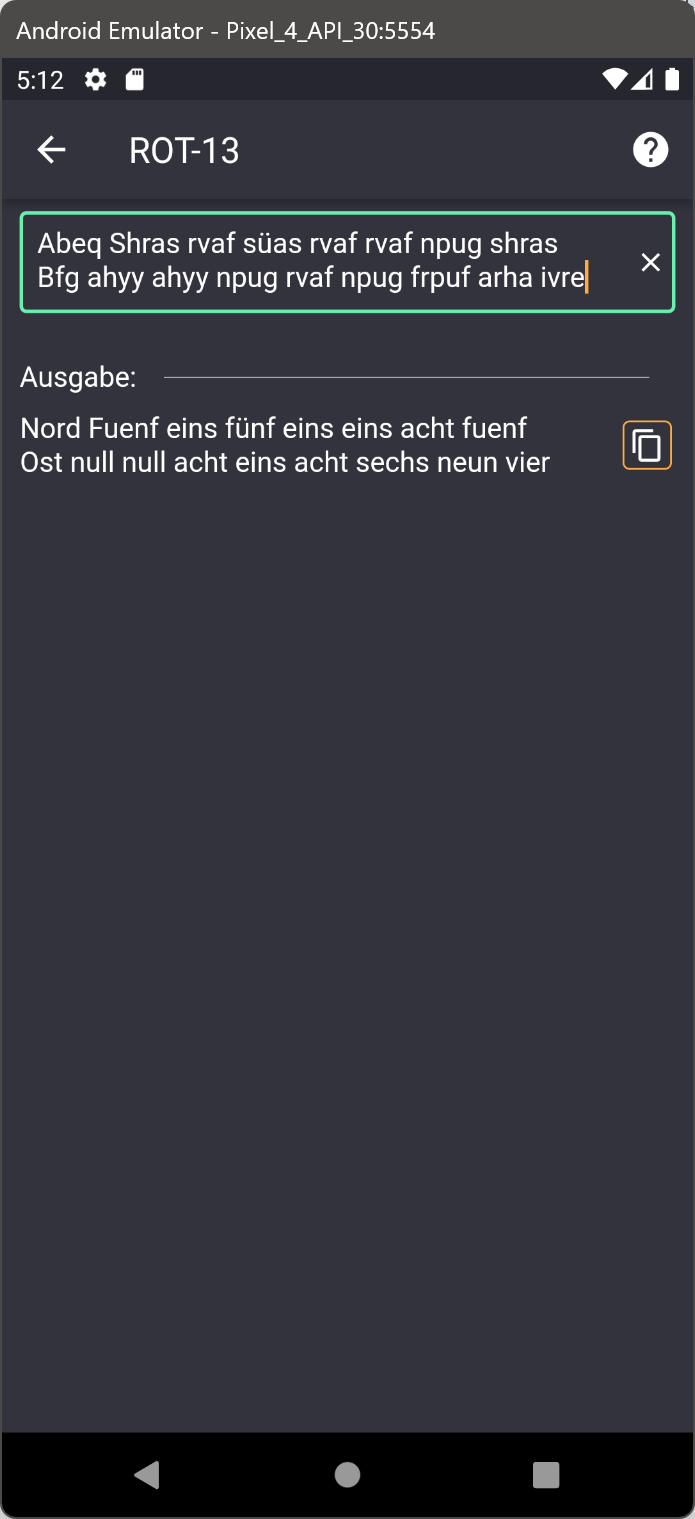 Android Emulator - Pixel_4_API_30:5554
5:12
ROT-13
Abeq Shras rvaf süas rvaf rvaf npug shras
Bfg ahyy ahyy npug rvaf npug frpuf arha ivre
Ausgabe:
Nord Fuenf eins fünf eins eins acht fuenf
Ost null null acht eins acht sechs neun vier